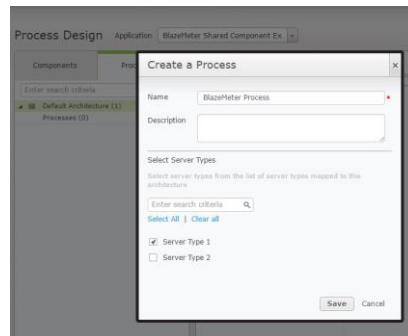 Process Design Application BlazeMeter Shared Component Ex
Components Proc
Enter search criteria
Default Architecture (1)
Processes (0)
Create a Process
Name BlazeMeter Process *
Description
Select Server Types
Select server types from the list of server types mapped to this
architecture
Enter search criteria
Select All | Clear all
Server Type 1
Server Type 2
Save Cancel